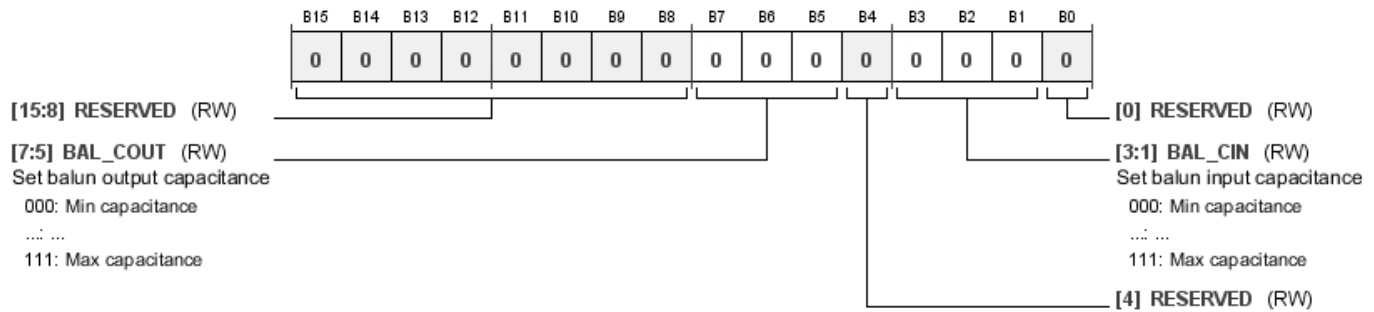 B15 B14 B13 B12 B11 B10 B9 B8 B7 B6 B5 B4 B3 B2 B1 B0
0 0 0 0 0 0 0 0 0 0 0 0 0 0 0 0
[15:8] RESERVED (RW)
[7:5] BAL_COUT (RW)
Set balun output capacitance
000: Min capacitance
...: ...
111: Max capacitance
[0] RESERVED (RW)
[3:1] BAL_CIN (RW)
Set balun input capacitance
000: Min capacitance
...: ...
111: Max capacitance
[4] RESERVED (RW)